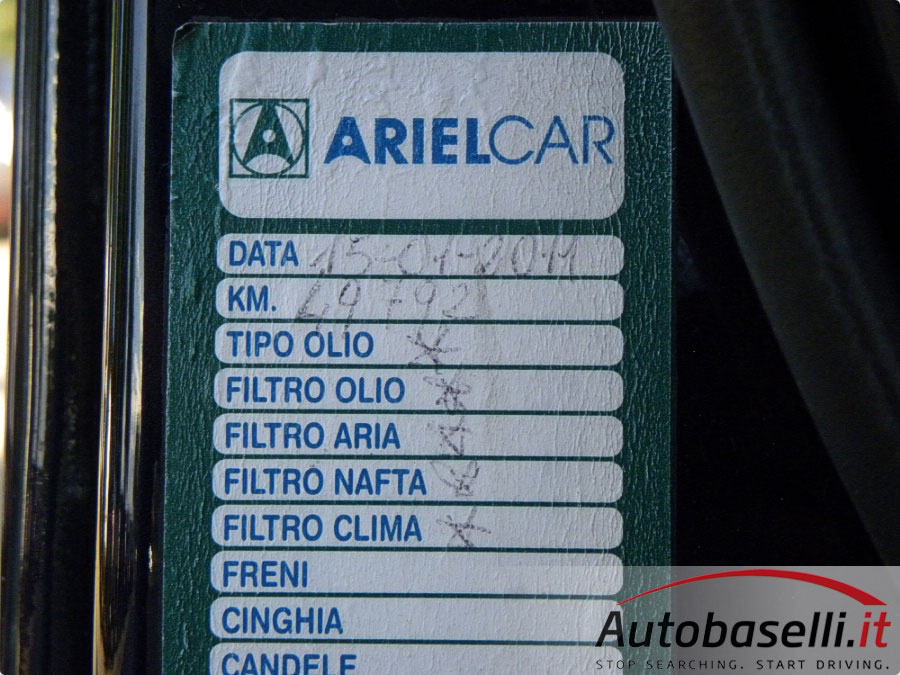 ARIELCAR
DATA 15-01-2011
KM. 49792
TIPO OLIO X
FILTRO OLIO X
FILTRO ARIA X
FILTRO NAFTA X
FILTRO CLIMA X
FRENI
CINGHIA
CANDELE
Autobaselli.it
STOP SEARCHING. START DRIVING.